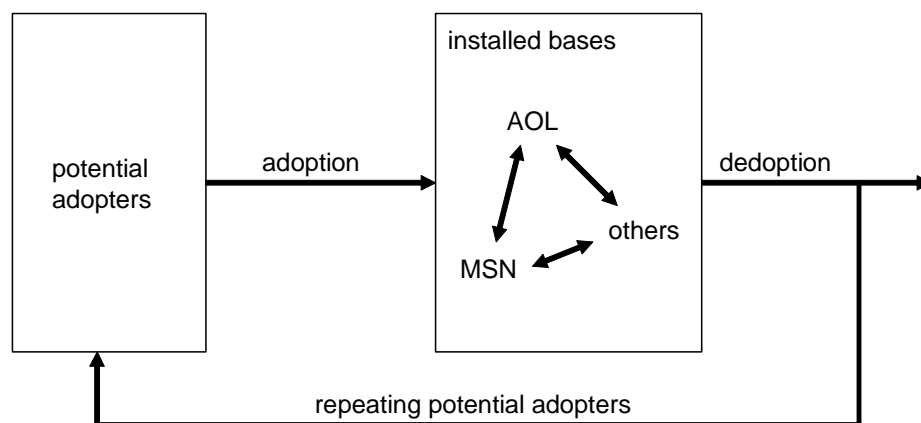 installed bases
AOL
adoption
dedoption
potential
adopters
others
MSN
repeating potential adopters